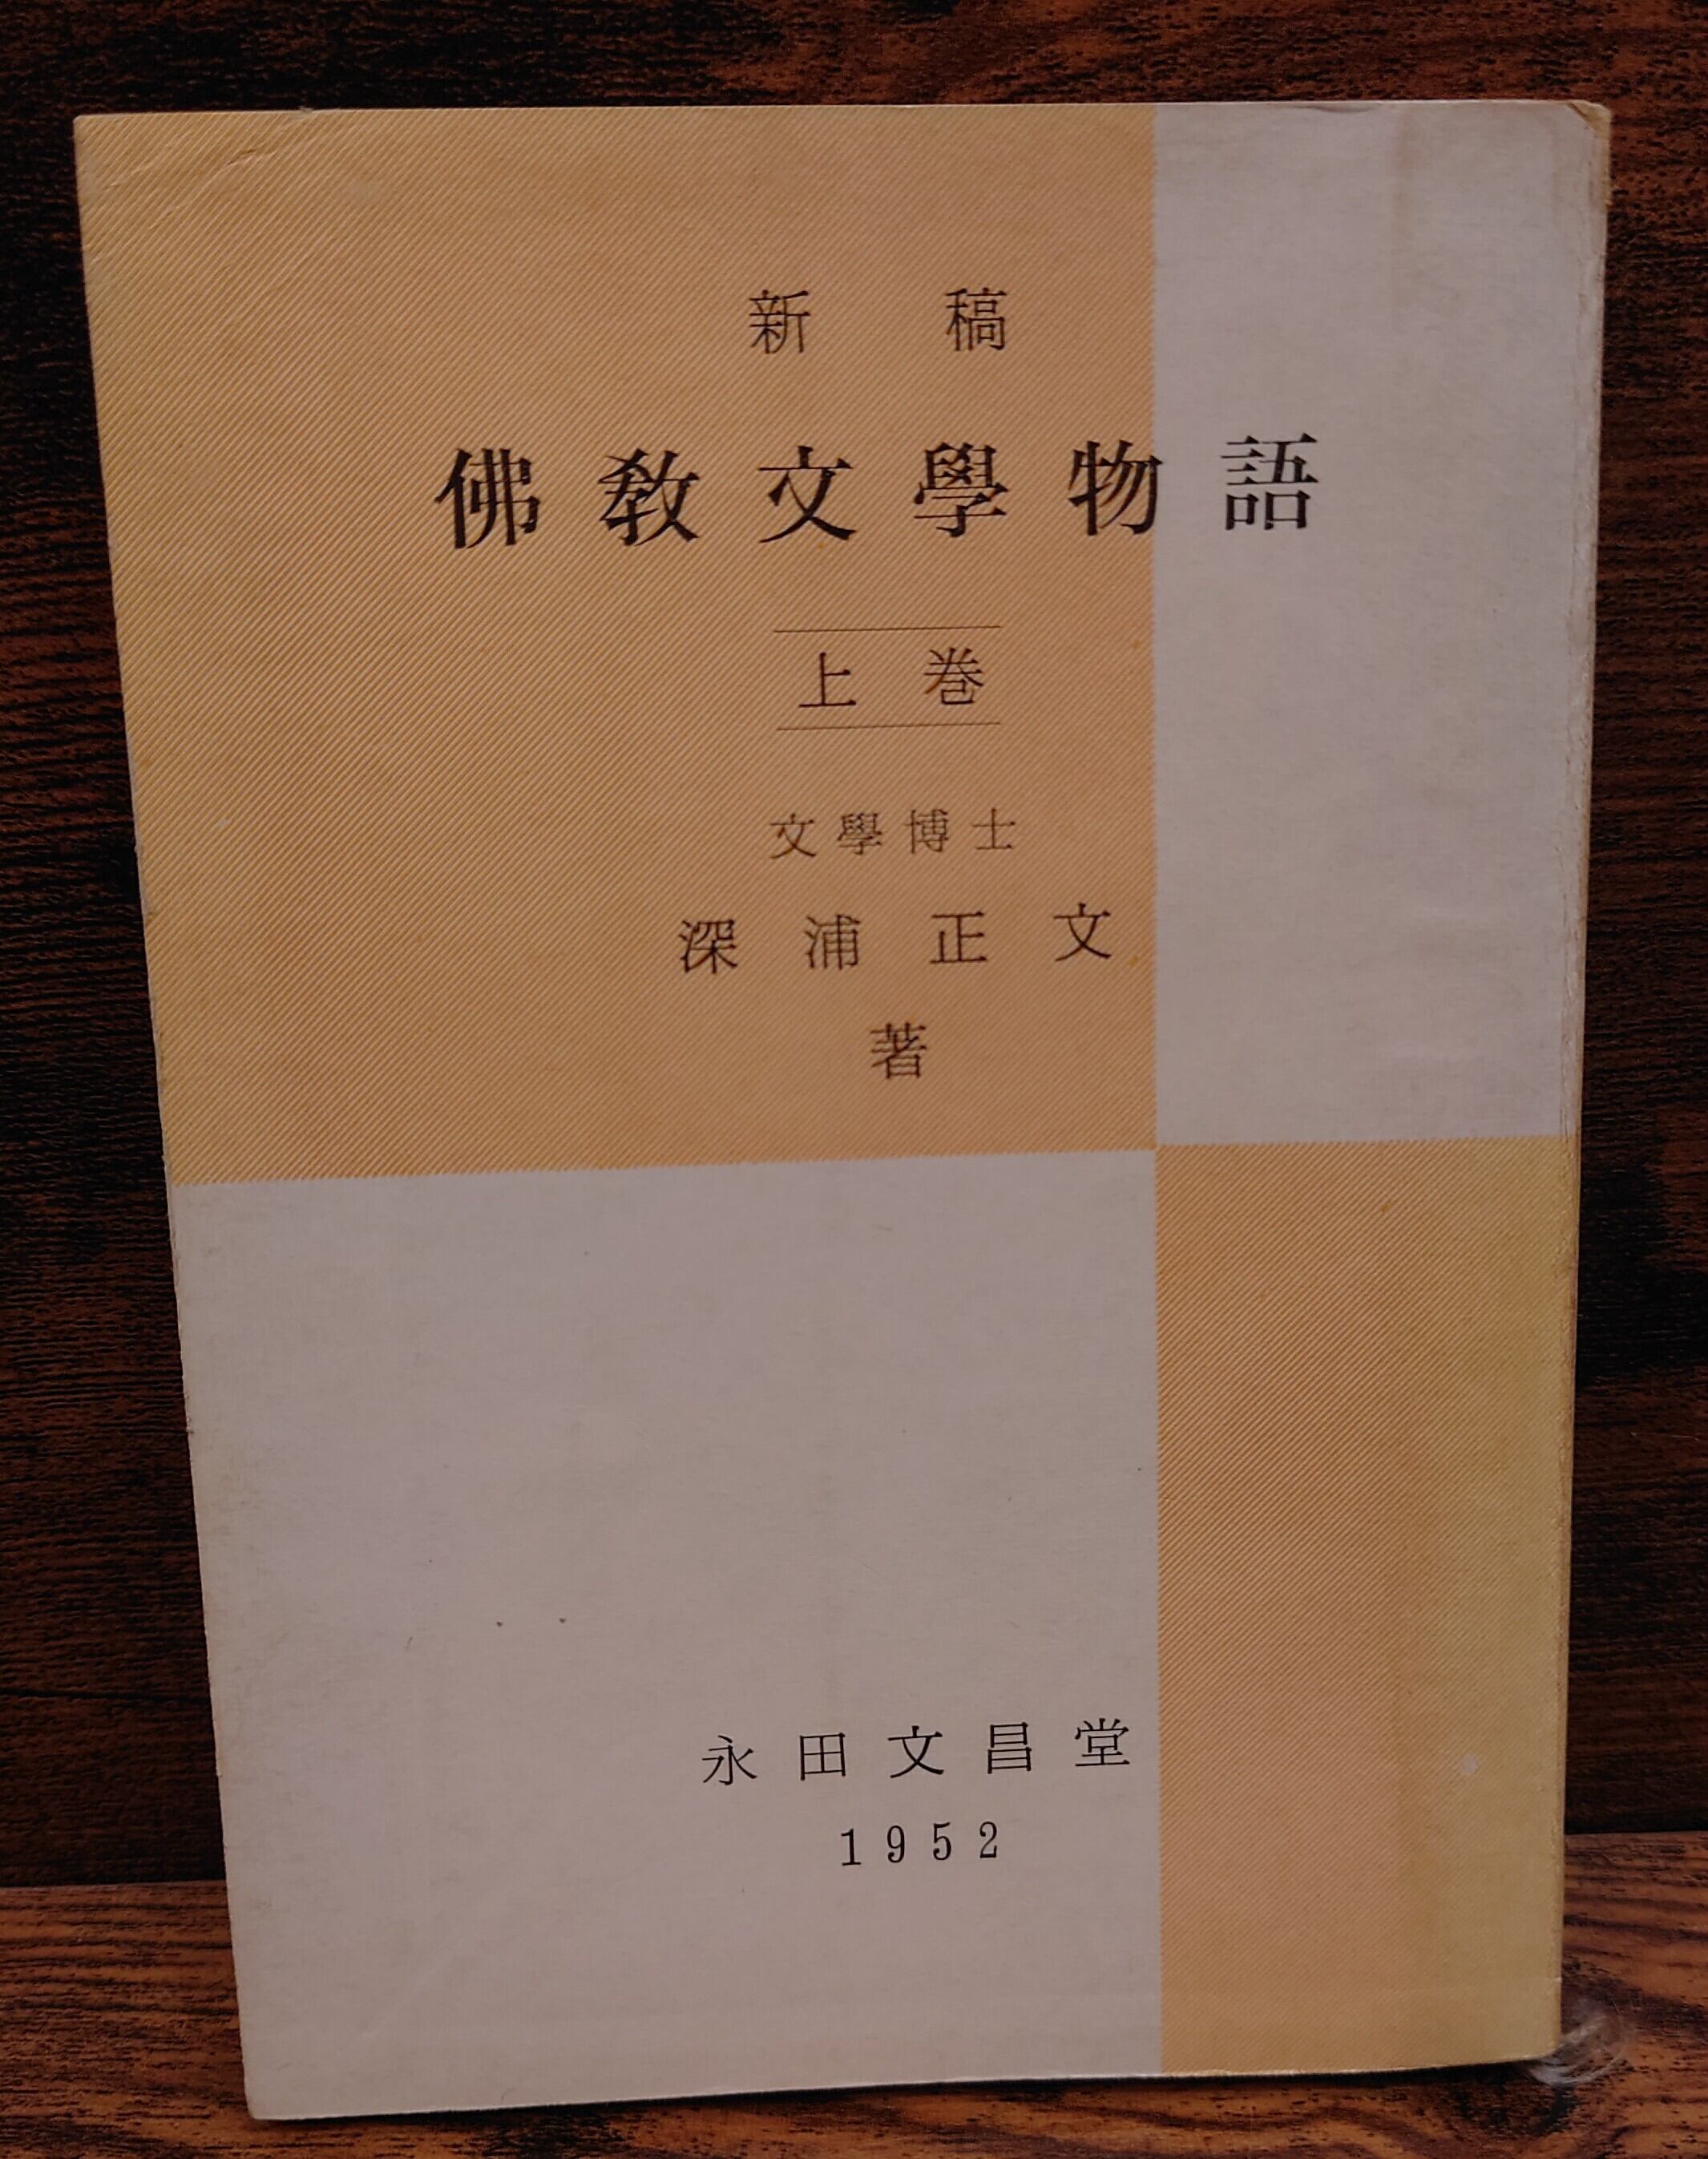 新稿
佛教文學物語
上巻
文學博士
深浦正文
著
永田文昌堂
1952